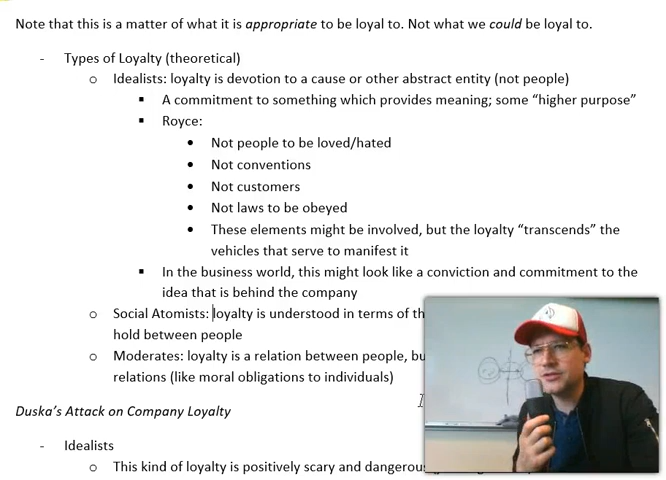 Note that this is a matter of what it is appropriate to be loyal to. Not what we could be loyal to.
- Types of Loyalty (theoretical)
o Idealists: loyalty is devotion to a cause or other abstract entity (not people)
▪ A commitment to something which provides meaning; some “higher purpose”
▪ Royce:
• Not people to be loved/hated
• Not conventions
• Not customers
• Not laws to be obeyed
• These elements might be involved, but the loyalty “transcends” the
vehicles that serve to manifest it
▪ In the business world, this might look like a conviction and commitment to the
idea that is behind the company
o Social Atomists: loyalty is understood in terms of
hold between people
o Moderates: loyalty is a relation between people,
relations (like moral obligations to individuals)
Duska’s Attack on Company Loyalty
- Idealists
o This kind of loyalty is positively scary and